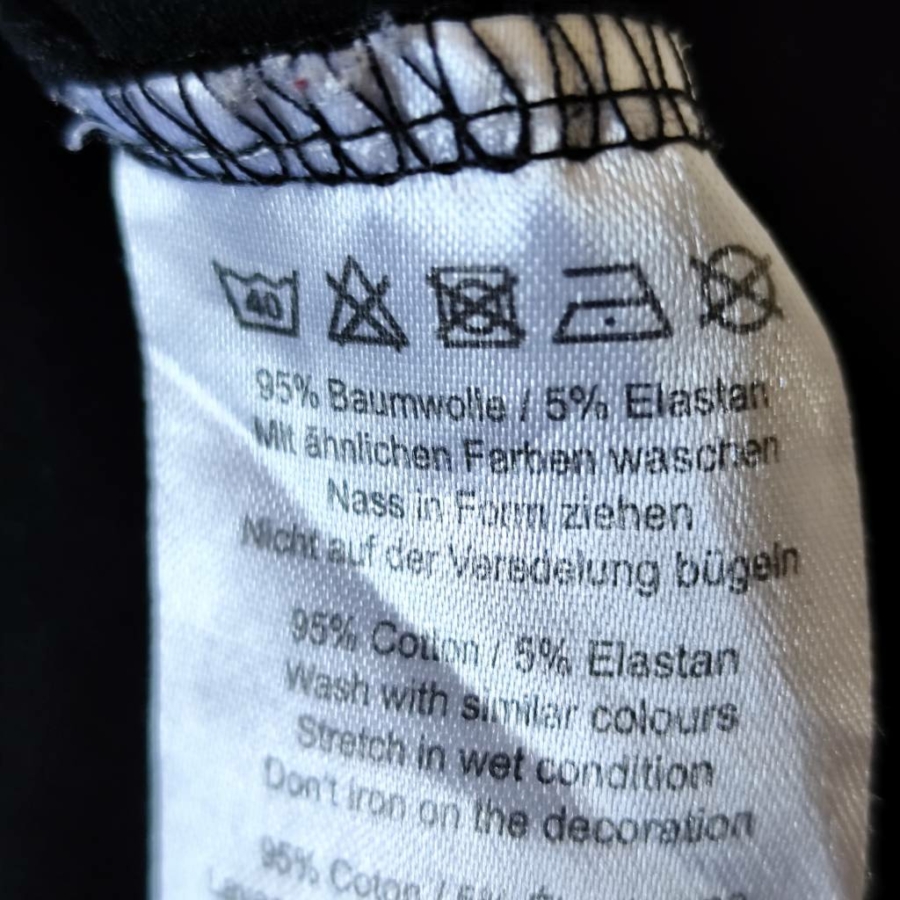 40
95% Baumwolle / 5% Elastan
Mit ähnlichen Farben waschen
Nass in Form ziehen
Nicht auf der Veredelung bügeln
95% Cotton / 5% Elastan
Wash with similar colours
Stretch in wet condition
Don't iron on the decoration
95% Coton / 5%